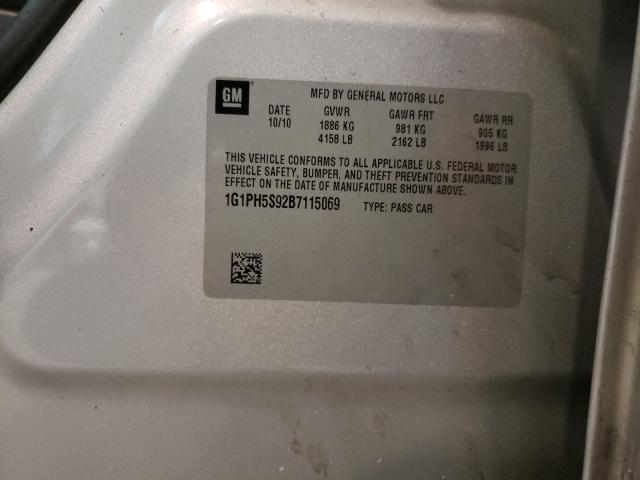 GM
MFD BY GENERAL MOTORS LLC
DATE GVWR GAWR FRT GAWR RR
10/10 1886 KG 981 KG 905 KG
4158 LB 2162 LB 1996 LB
THIS VEHICLE CONFORMS TO ALL APPLICABLE U.S. FEDERAL MOTOR
VEHICLE SAFETY, BUMPER, AND THEFT PREVENTION STANDARDS IN
EFFECT ON THE DATE OF MANUFACTURE SHOWN ABOVE.
1G1PH5S92B7115069 TYPE: PASS CAR